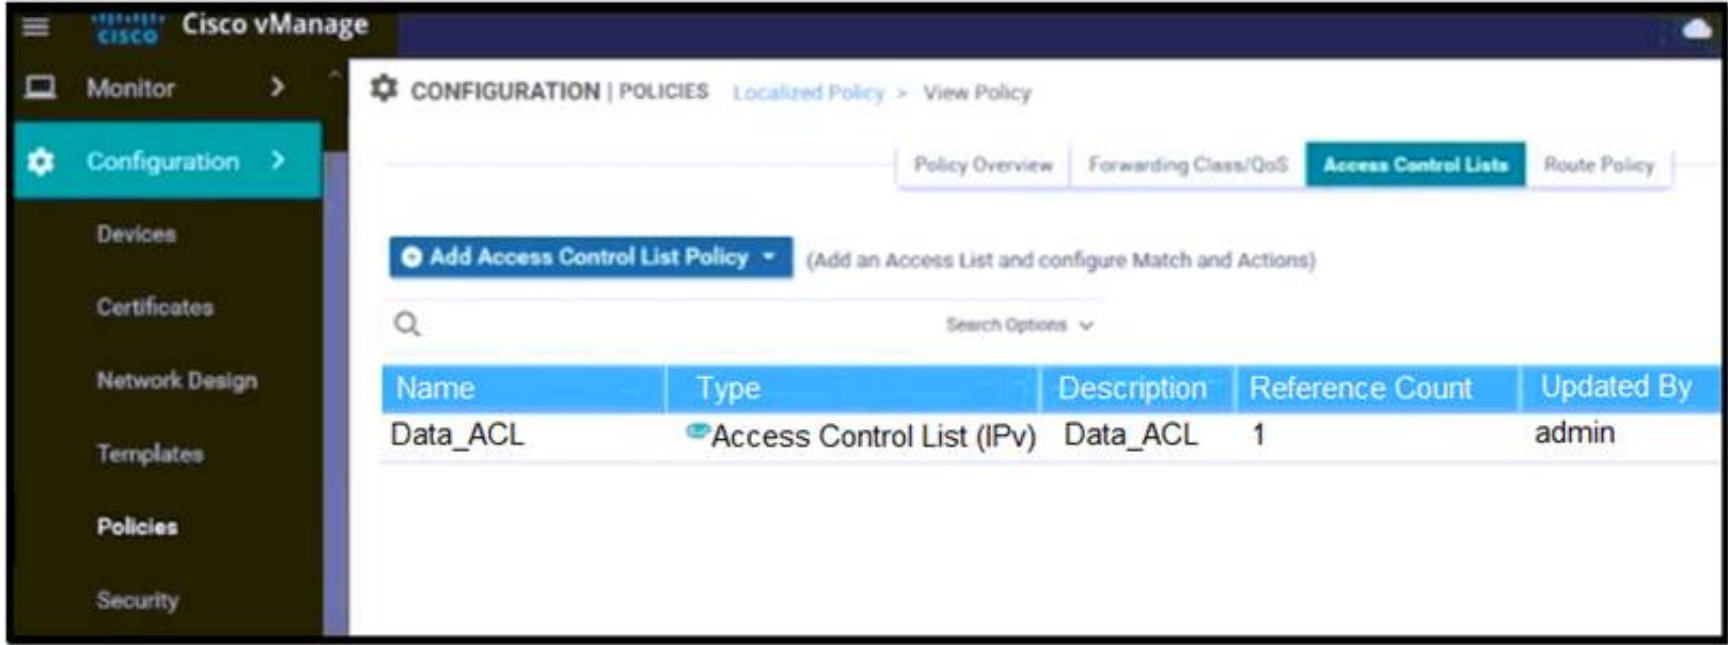 CISCO Cisco vManage
Monitor
CONFIGURATION | POLICIES Localized Policy > View Policy
Configuration
Policy Overview Forwarding Class/QoS Access Control Lists Route Policy
Devices
Add Access Control List Policy (Add an Access List and configure Match and Actions)
Certificates
Search Options
Network Design
Name Type Description Reference Count Updated By
Data_ACL Access Control List (IPv) Data_ACL 1 admin
Templates
Policies
Security